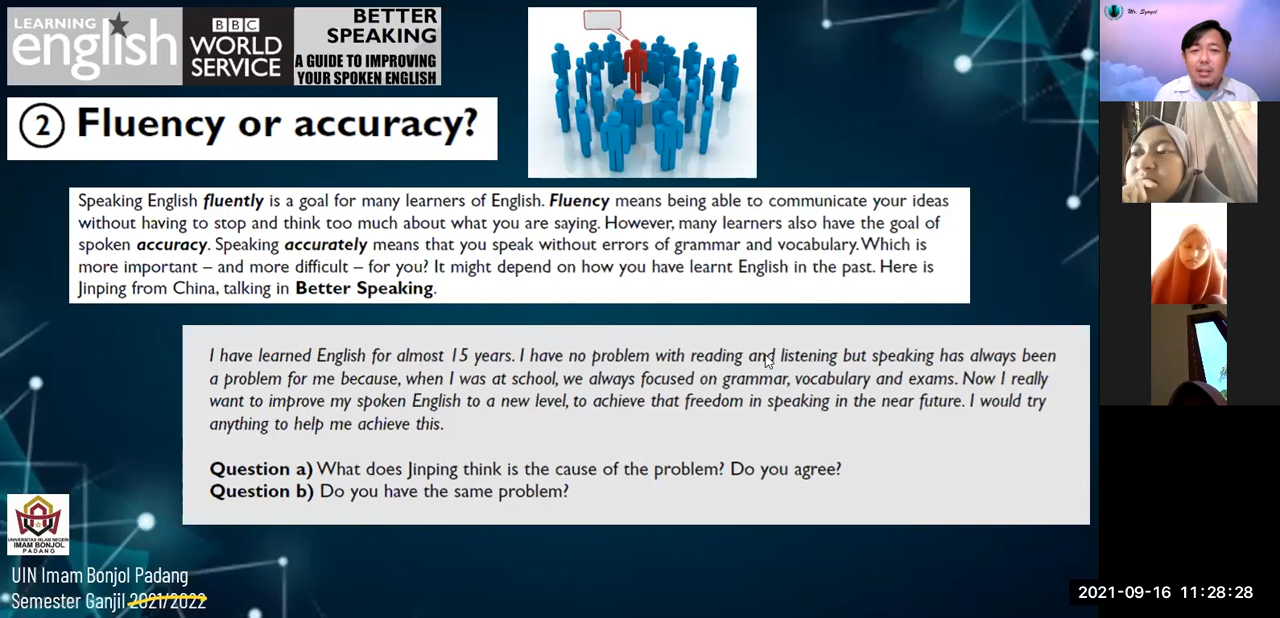 LEARNING
english
BBC
WORLD
SERVICE
BETTER
SPEAKING
A GUIDE TO IMPROVING
YOUR SPOKEN ENGLISH
2 Fluency or accuracy?
Speaking English fluently is a goal for many learners of English. Fluency means being able to communicate your ideas
without having to stop and think too much about what you are saying. However, many learners also have the goal of
spoken accuracy. Speaking accurately means that you speak without errors of grammar and vocabulary. Which is
more important – and more difficult – for you? It might depend on how you have learnt English in the past. Here is
Jinping from China, talking in Better Speaking.
I have learned English for almost 15 years. I have no problem with reading and listening but speaking has always been
a problem for me because, when I was at school, we always focused on grammar, vocabulary and exams. Now I really
want to improve my spoken English to a new level, to achieve that freedom in speaking in the near future. I would try
anything to help me achieve this.
Question a) What does Jinping think is the cause of the problem? Do you agree?
Question b) Do you have the same problem?
UNIVERSITAS ISLAM NEGERI
IMAM BONJOL
PADANG
UIN Imam Bonjol Padang
Semester Ganjil 2021/2022
Mr. Syayid
2021-09-16 11:28:28